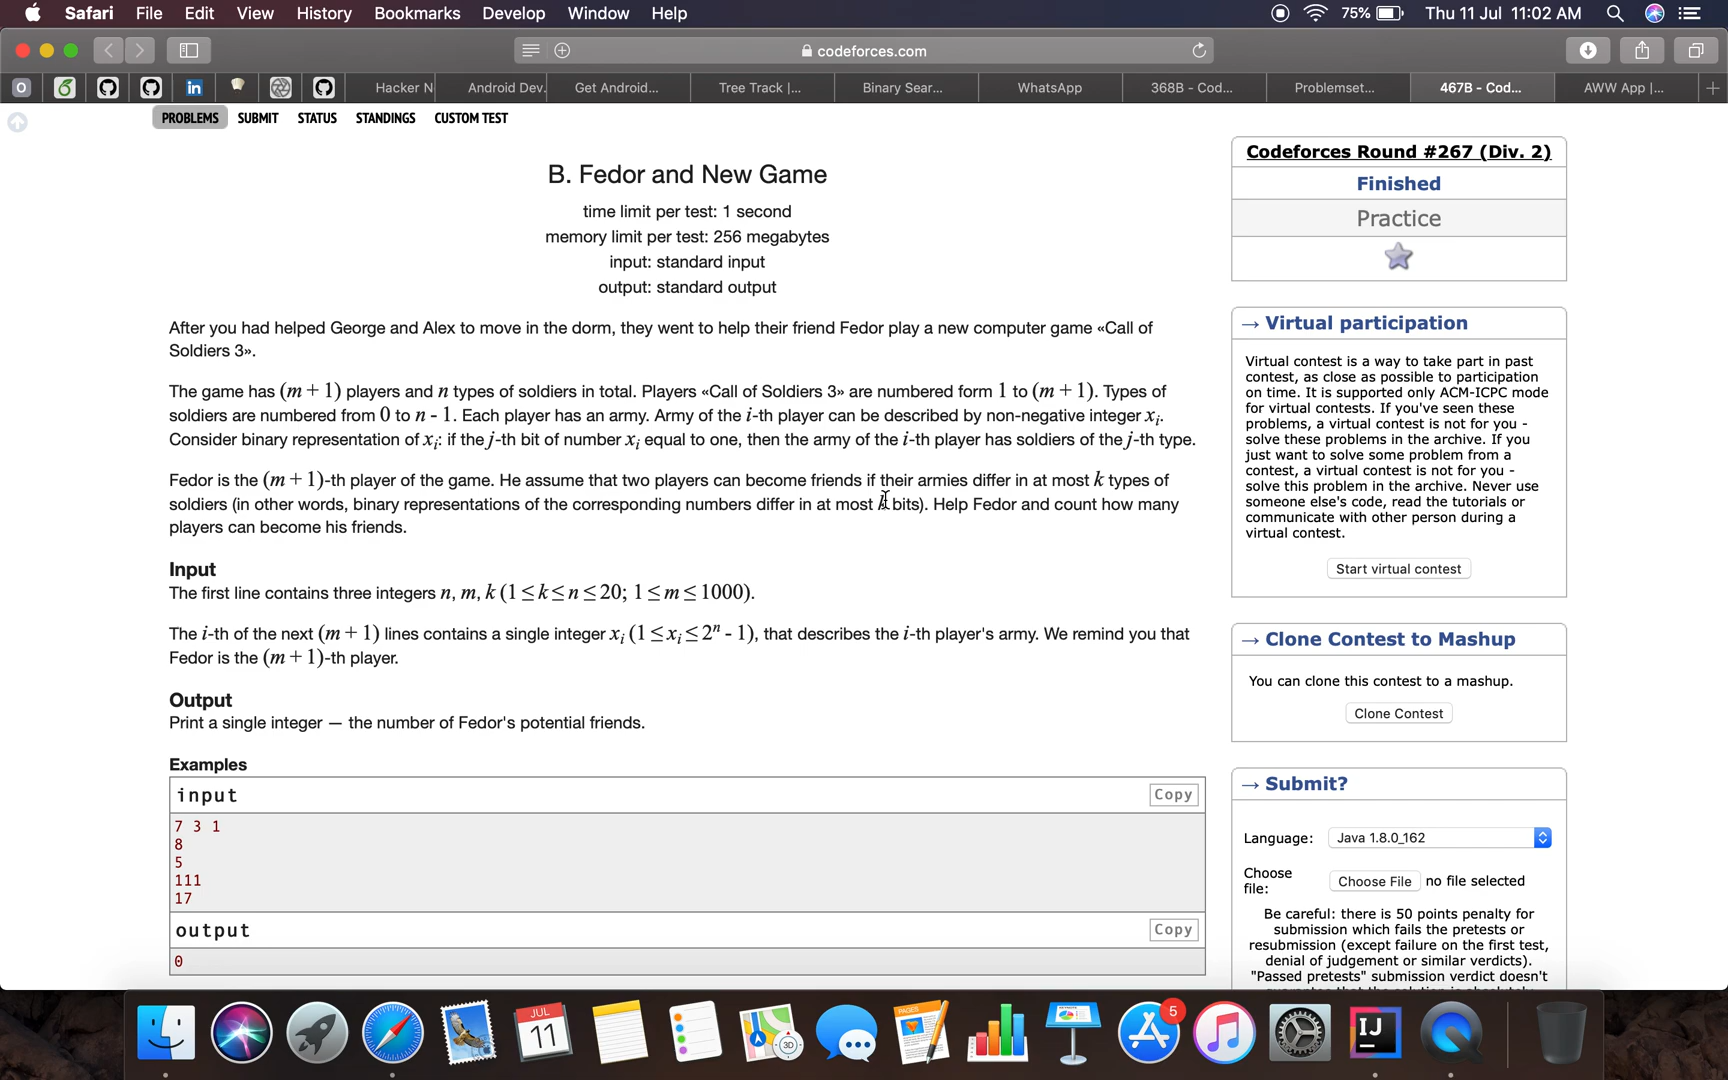 Safari File Edit View History Bookmarks Develop Window Help 75% Thu 11 Jul 11:02 AM
codeforces.com
O in Hacker N Android Dev. Get Android... Tree Track |... Binary Sear... WhatsApp 368B - Cod... Problemset... 467B - Cod... AWW App |...
PROBLEMS SUBMIT STATUS STANDINGS CUSTOM TEST
B. Fedor and New Game
time limit per test: 1 second
memory limit per test: 256 megabytes
input: standard input
output: standard output
After you had helped George and Alex to move in the dorm, they went to help their friend Fedor play a new computer game «Call of
Soldiers 3».
The game has (m + 1) players and n types of soldiers in total. Players «Call of Soldiers 3» are numbered form 1 to (m + 1). Types of
soldiers are numbered from 0 to n - 1. Each player has an army. Army of the i-th player can be described by non-negative integer xi.
Consider binary representation of xi: if the j-th bit of number xi equal to one, then the army of the i-th player has soldiers of the j-th type.
Fedor is the (m + 1)-th player of the game. He assume that two players can become friends if their armies differ in at most k types of
soldiers (in other words, binary representations of the corresponding numbers differ in at most k bits). Help Fedor and count how many
players can become his friends.
Input
The first line contains three integers n, m, k (1 ≤ k ≤ n ≤ 20; 1 ≤ m ≤ 1000).
The i-th of the next (m + 1) lines contains a single integer xi (1 ≤ xi ≤ 2^n - 1), that describes the i-th player's army. We remind you that
Fedor is the (m + 1)-th player.
Output
Print a single integer — the number of Fedor's potential friends.
Examples
input Copy
7 3 1
8
5
111
17
output Copy
0
Codeforces Round #267 (Div. 2)
Finished
Practice
→ Virtual participation
Virtual contest is a way to take part in past
contest, as close as possible to participation
on time. It is supported only ACM-ICPC mode
for virtual contests. If you've seen these
problems, a virtual contest is not for you -
solve these problems in the archive. If you
just want to solve some problem from a
contest, a virtual contest is not for you -
solve this problem in the archive. Never use
someone else's code, read the tutorials or
communicate with other person during a
virtual contest.
Start virtual contest
→ Clone Contest to Mashup
You can clone this contest to a mashup.
Clone Contest
→ Submit?
Language: Java 1.8.0_162
Choose
file: Choose File no file selected
Be careful: there is 50 points penalty for
submission which fails the pretests or
resubmission (except failure on the first test,
denial of judgement or similar verdicts).
"Passed pretests" submission verdict doesn't
JUL
11
3D
PAGES
5
IJ